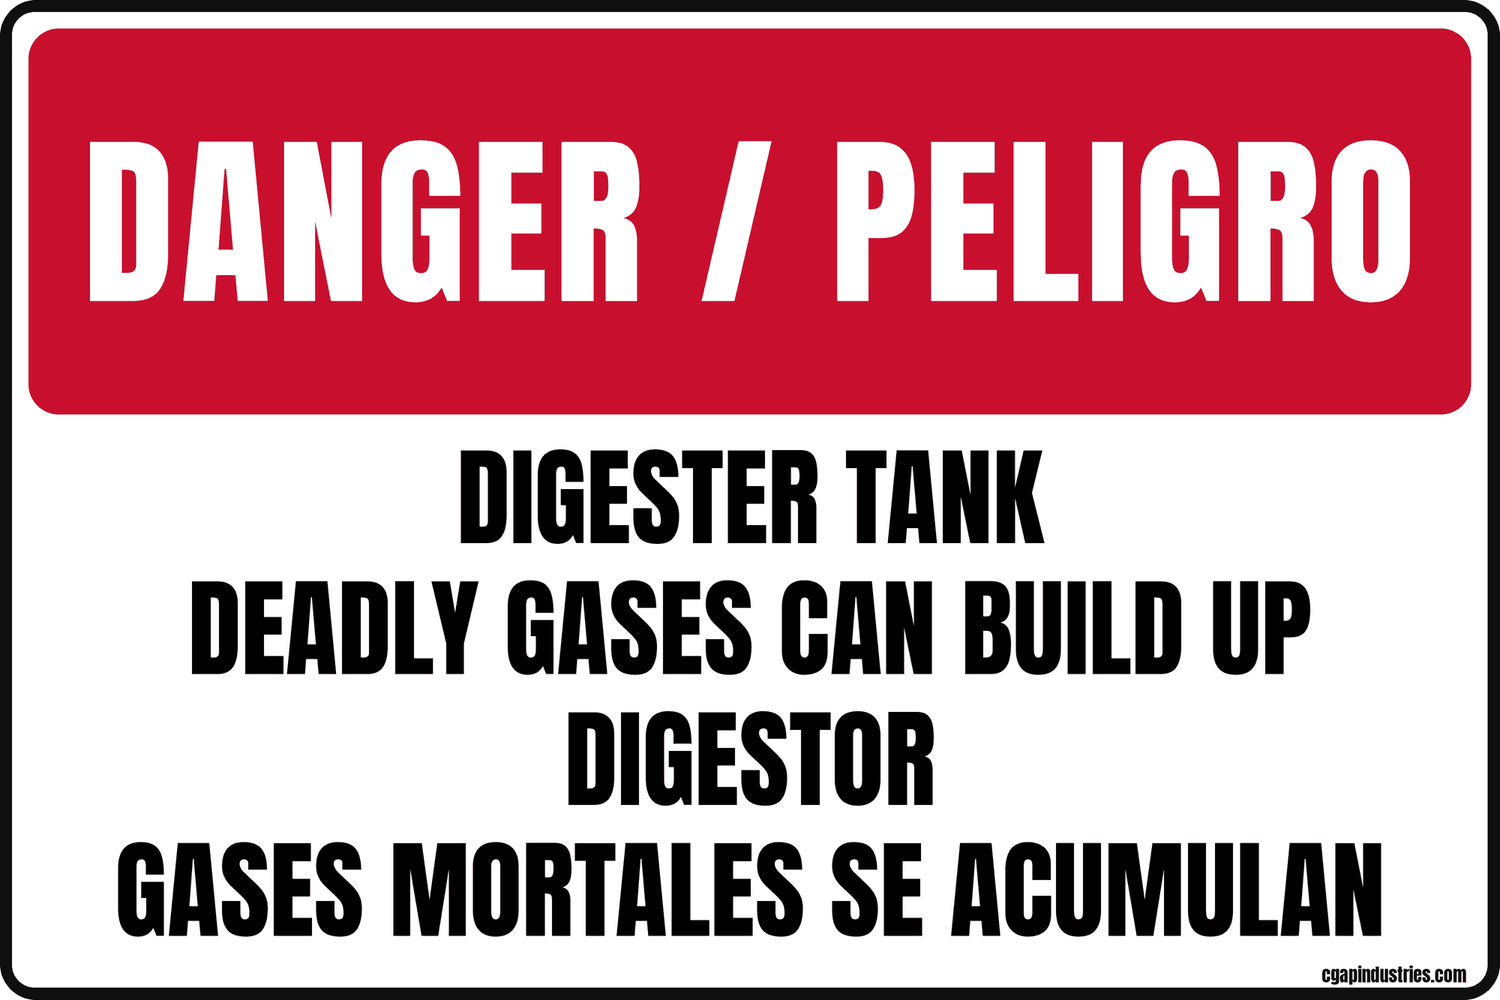 DANGER / PELIGRO
DIGESTER TANK
DEADLY GASES CAN BUILD UP
DIGESTOR
GASES MORTALES SE ACUMULAN
cgapindustries.com